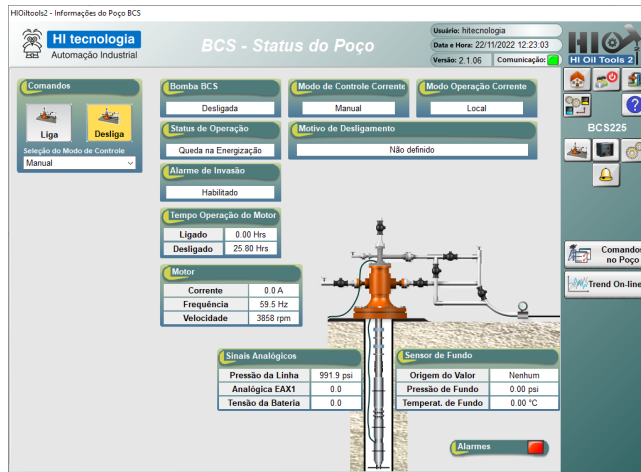 HIOiltools2 - Informações do Poço BCS
HI tecnologia
Automação Industrial
BCS - Status do Poço
Usuário: hitecnologia
Data e Hora: 22/11/2022 12:23:03
Versão: 2.1.06 Comunicação:
HIO
HI Oil Tools 2
Comandos
Liga
Desliga
Seleção do Modo de Controle
Manual
Bomba BCS
Desligada
Modo de Controle Corrente
Manual
Modo Operação Corrente
Local
Status de Operação
Queda na Energização
Motivo de Desligamento
Não definido
Alarme de Invasão
Habilitado
Tempo Operação do Motor
Ligado 0.00 Hrs
Desligado 25.80 Hrs
Motor
Corrente 0.0 A
Frequência 59.5 Hz
Velocidade 3858 rpm
Sinais Analógicos
Pressão da Linha 991.9 psi
Analógica EAX1 0.0
Tensão da Bateria 0.0
Sensor de Fundo
Origem do Valor Nenhum
Pressão de Fundo 0.00 psi
Temperat. de Fundo 0.00 °C
Alarmes
?
BCS225
Comandos
no Poço
Trend On-line